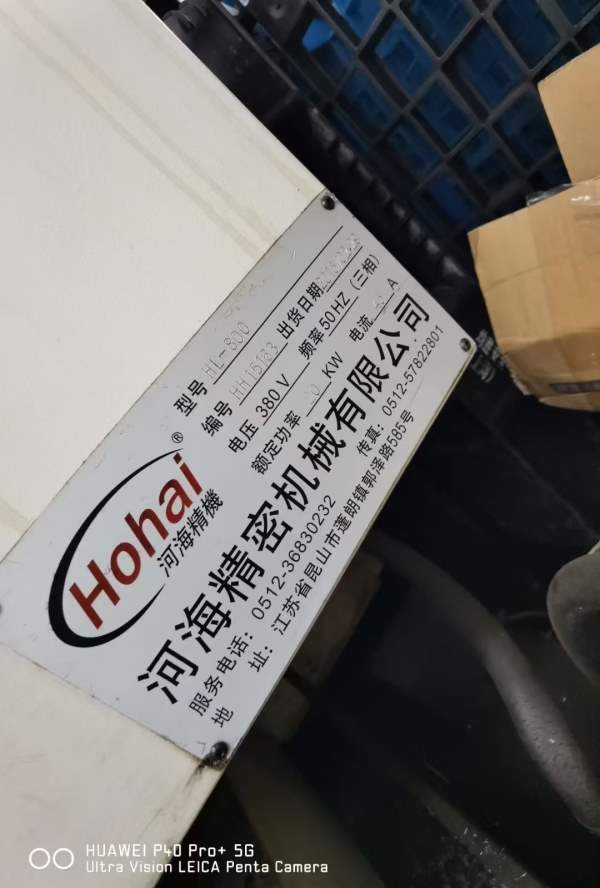 Hohai®
河海精機
型号 HL-800
编号 HH15183 出货日期
电压 380 V 频率 50 HZ (三相)
额定功率 KW 电流 A
河海精密机械有限公司
服务电话: 0512-36830232 传真: 0512-57822801
地 址: 江苏省昆山市蓬朗镇郭泽路585号
HUAWEI P40 Pro+ 5G
Ultra Vision LEICA Penta Camera